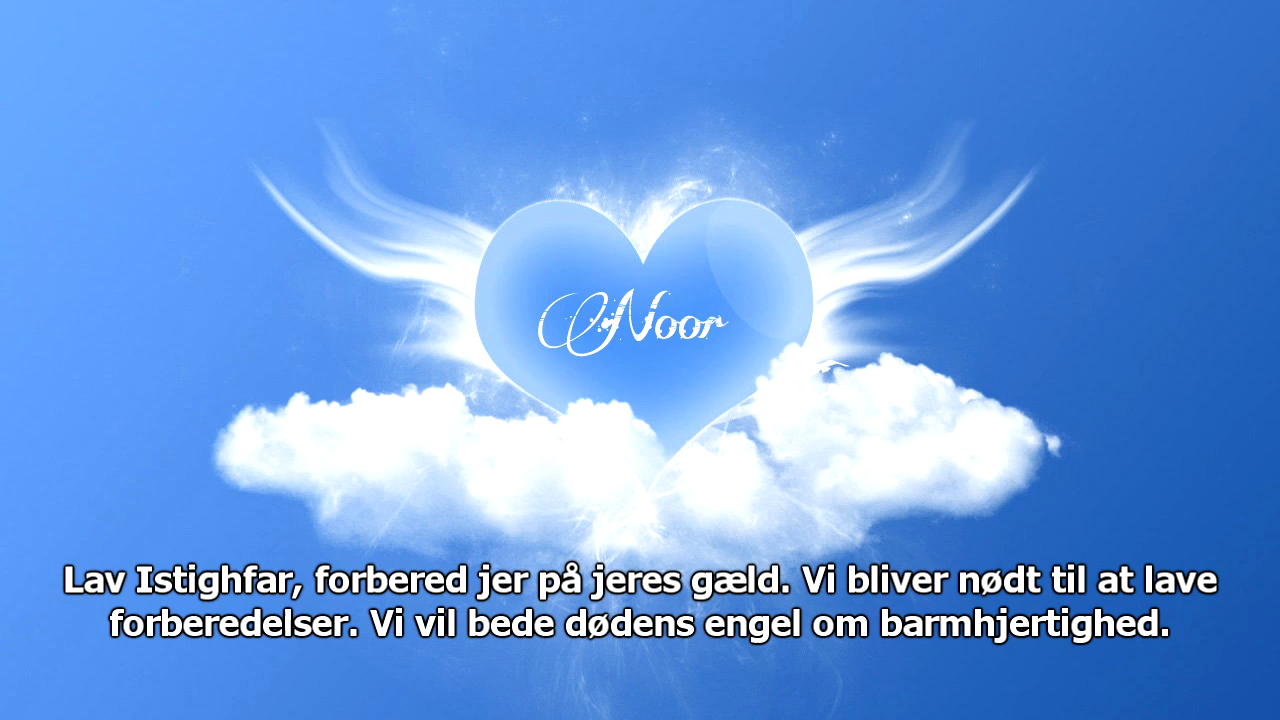 Noor
Lav Istighfar, forbered jer på jeres gæld. Vi bliver nødt til at lave
forberedelser. Vi vil bede dødens engel om barmhjertighed.